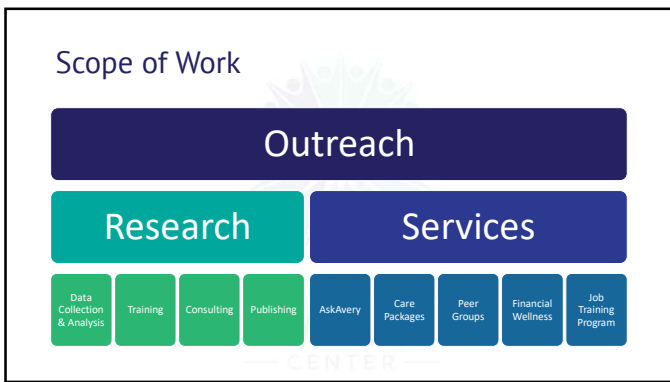 Scope of Work
Outreach
Research
Services
Data
Collection
& Analysis
Training
Consulting
Publishing
AskAvery
Care
Packages
Peer
Groups
Financial
Wellness
Job
Training
Program
CENTER